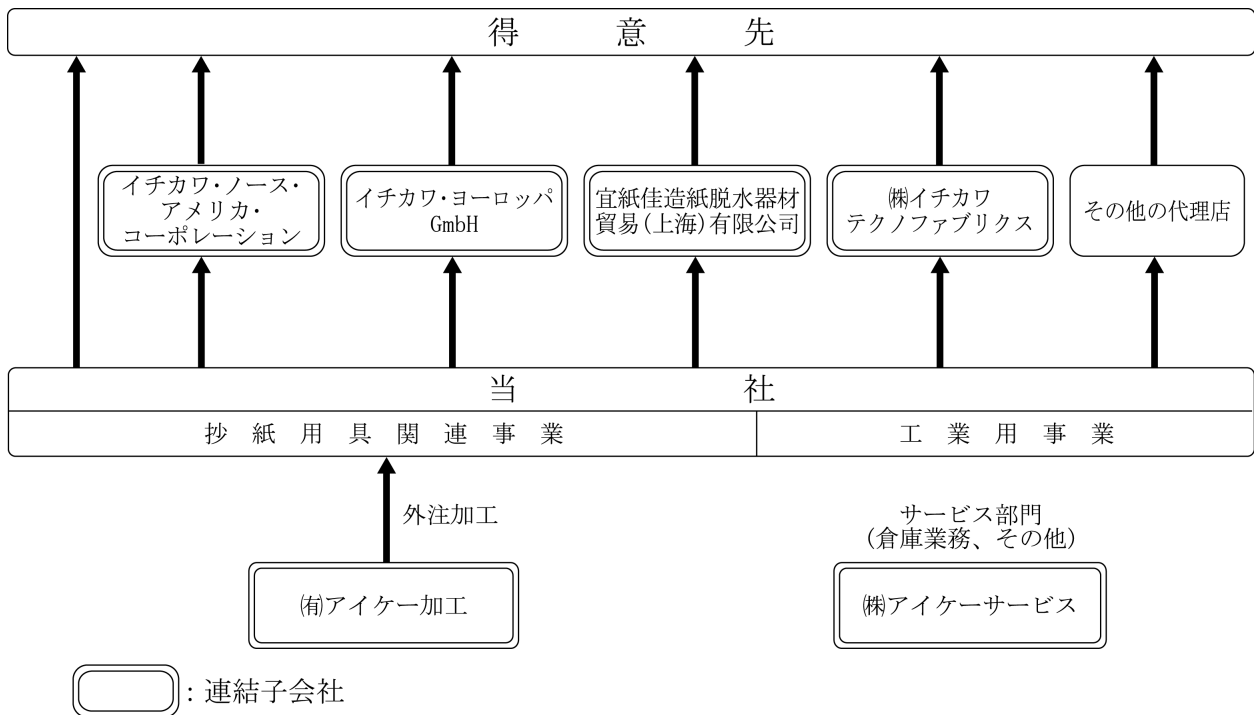 得意先
イチカワ・ノース・
アメリカ・
コーポレーション
イチカワ・ヨーロッパ
GmbH
宜紙佳造紙脱水器材
貿易(上海)有限公司
㈱イチカワ
テクノファブリクス
その他の代理店
当社
抄紙用具関連事業
工業用事業
外注加工
サービス部門
(倉庫業務、その他)
㈲アイケー加工
㈱アイケーサービス
:連結子会社